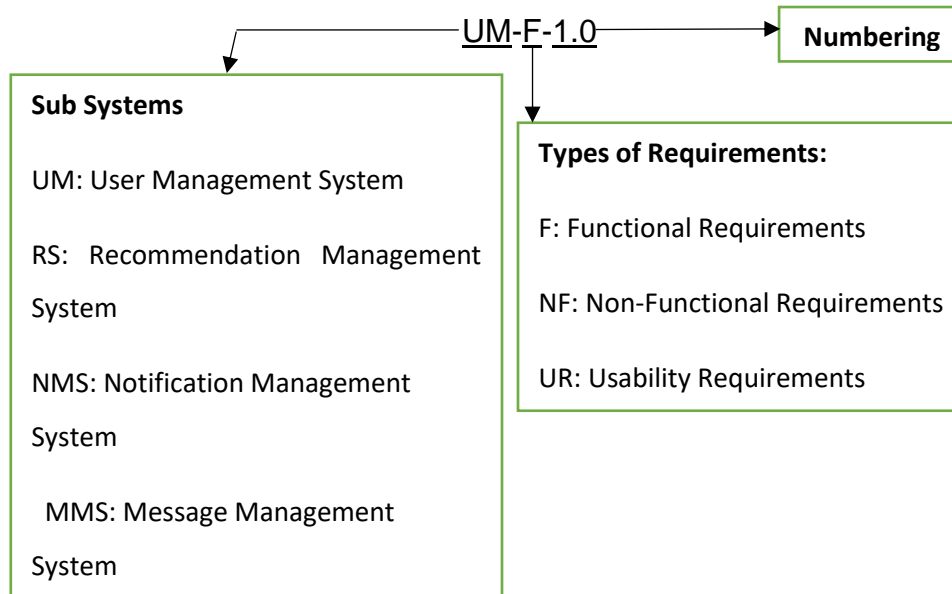 UM-F-1.0
Numbering
Sub Systems
UM: User Management System
RS: Recommendation Management
System
NMS: Notification Management
System
MMS: Message Management
System
Types of Requirements:
F: Functional Requirements
NF: Non-Functional Requirements
UR: Usability Requirements